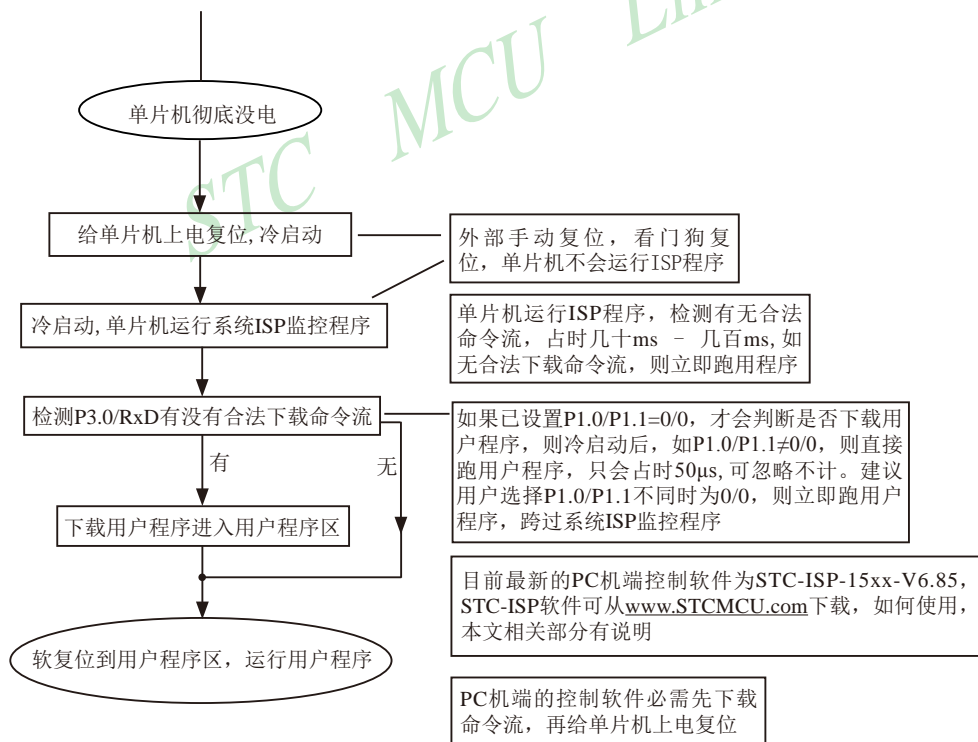 STC MCU
单片机彻底没电
给单片机上电复位,冷启动
外部手动复位，看门狗复
位，单片机不会运行ISP程序
冷启动,单片机运行系统ISP监控程序
单片机运行ISP程序，检测有无合法
命令流，占时几十ms － 几百ms,如
无合法下载命令流，则立即跑用程序
检测P3.0/RxD有没有合法下载命令流
如果已设置P1.0/P1.1=0/0，才会判断是否下载用
户程序，则冷启动后，如P1.0/P1.1≠0/0，则直接
跑用户程序，只会占时50μs,可忽略不计。建议
用户选择P1.0/P1.1不同时为0/0，则立即跑用户
程序，跨过系统ISP监控程序
有
无
下载用户程序进入用户程序区
目前最新的PC机端控制软件为STC-ISP-15xx-V6.85，
STC-ISP软件可从www.STCMCU.com下载，如何使用，
本文相关部分有说明
软复位到用户程序区，运行用户程序
PC机端的控制软件必需先下载
命令流，再给单片机上电复位